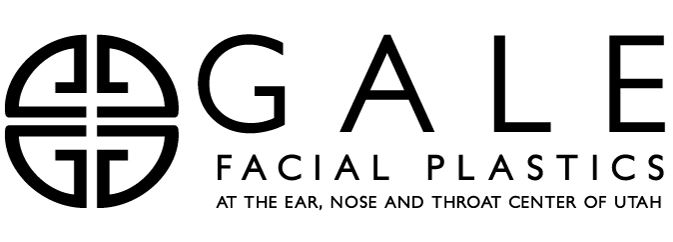 GALE
FACIAL PLASTICS
AT THE EAR, NOSE AND THROAT CENTER OF UTAH